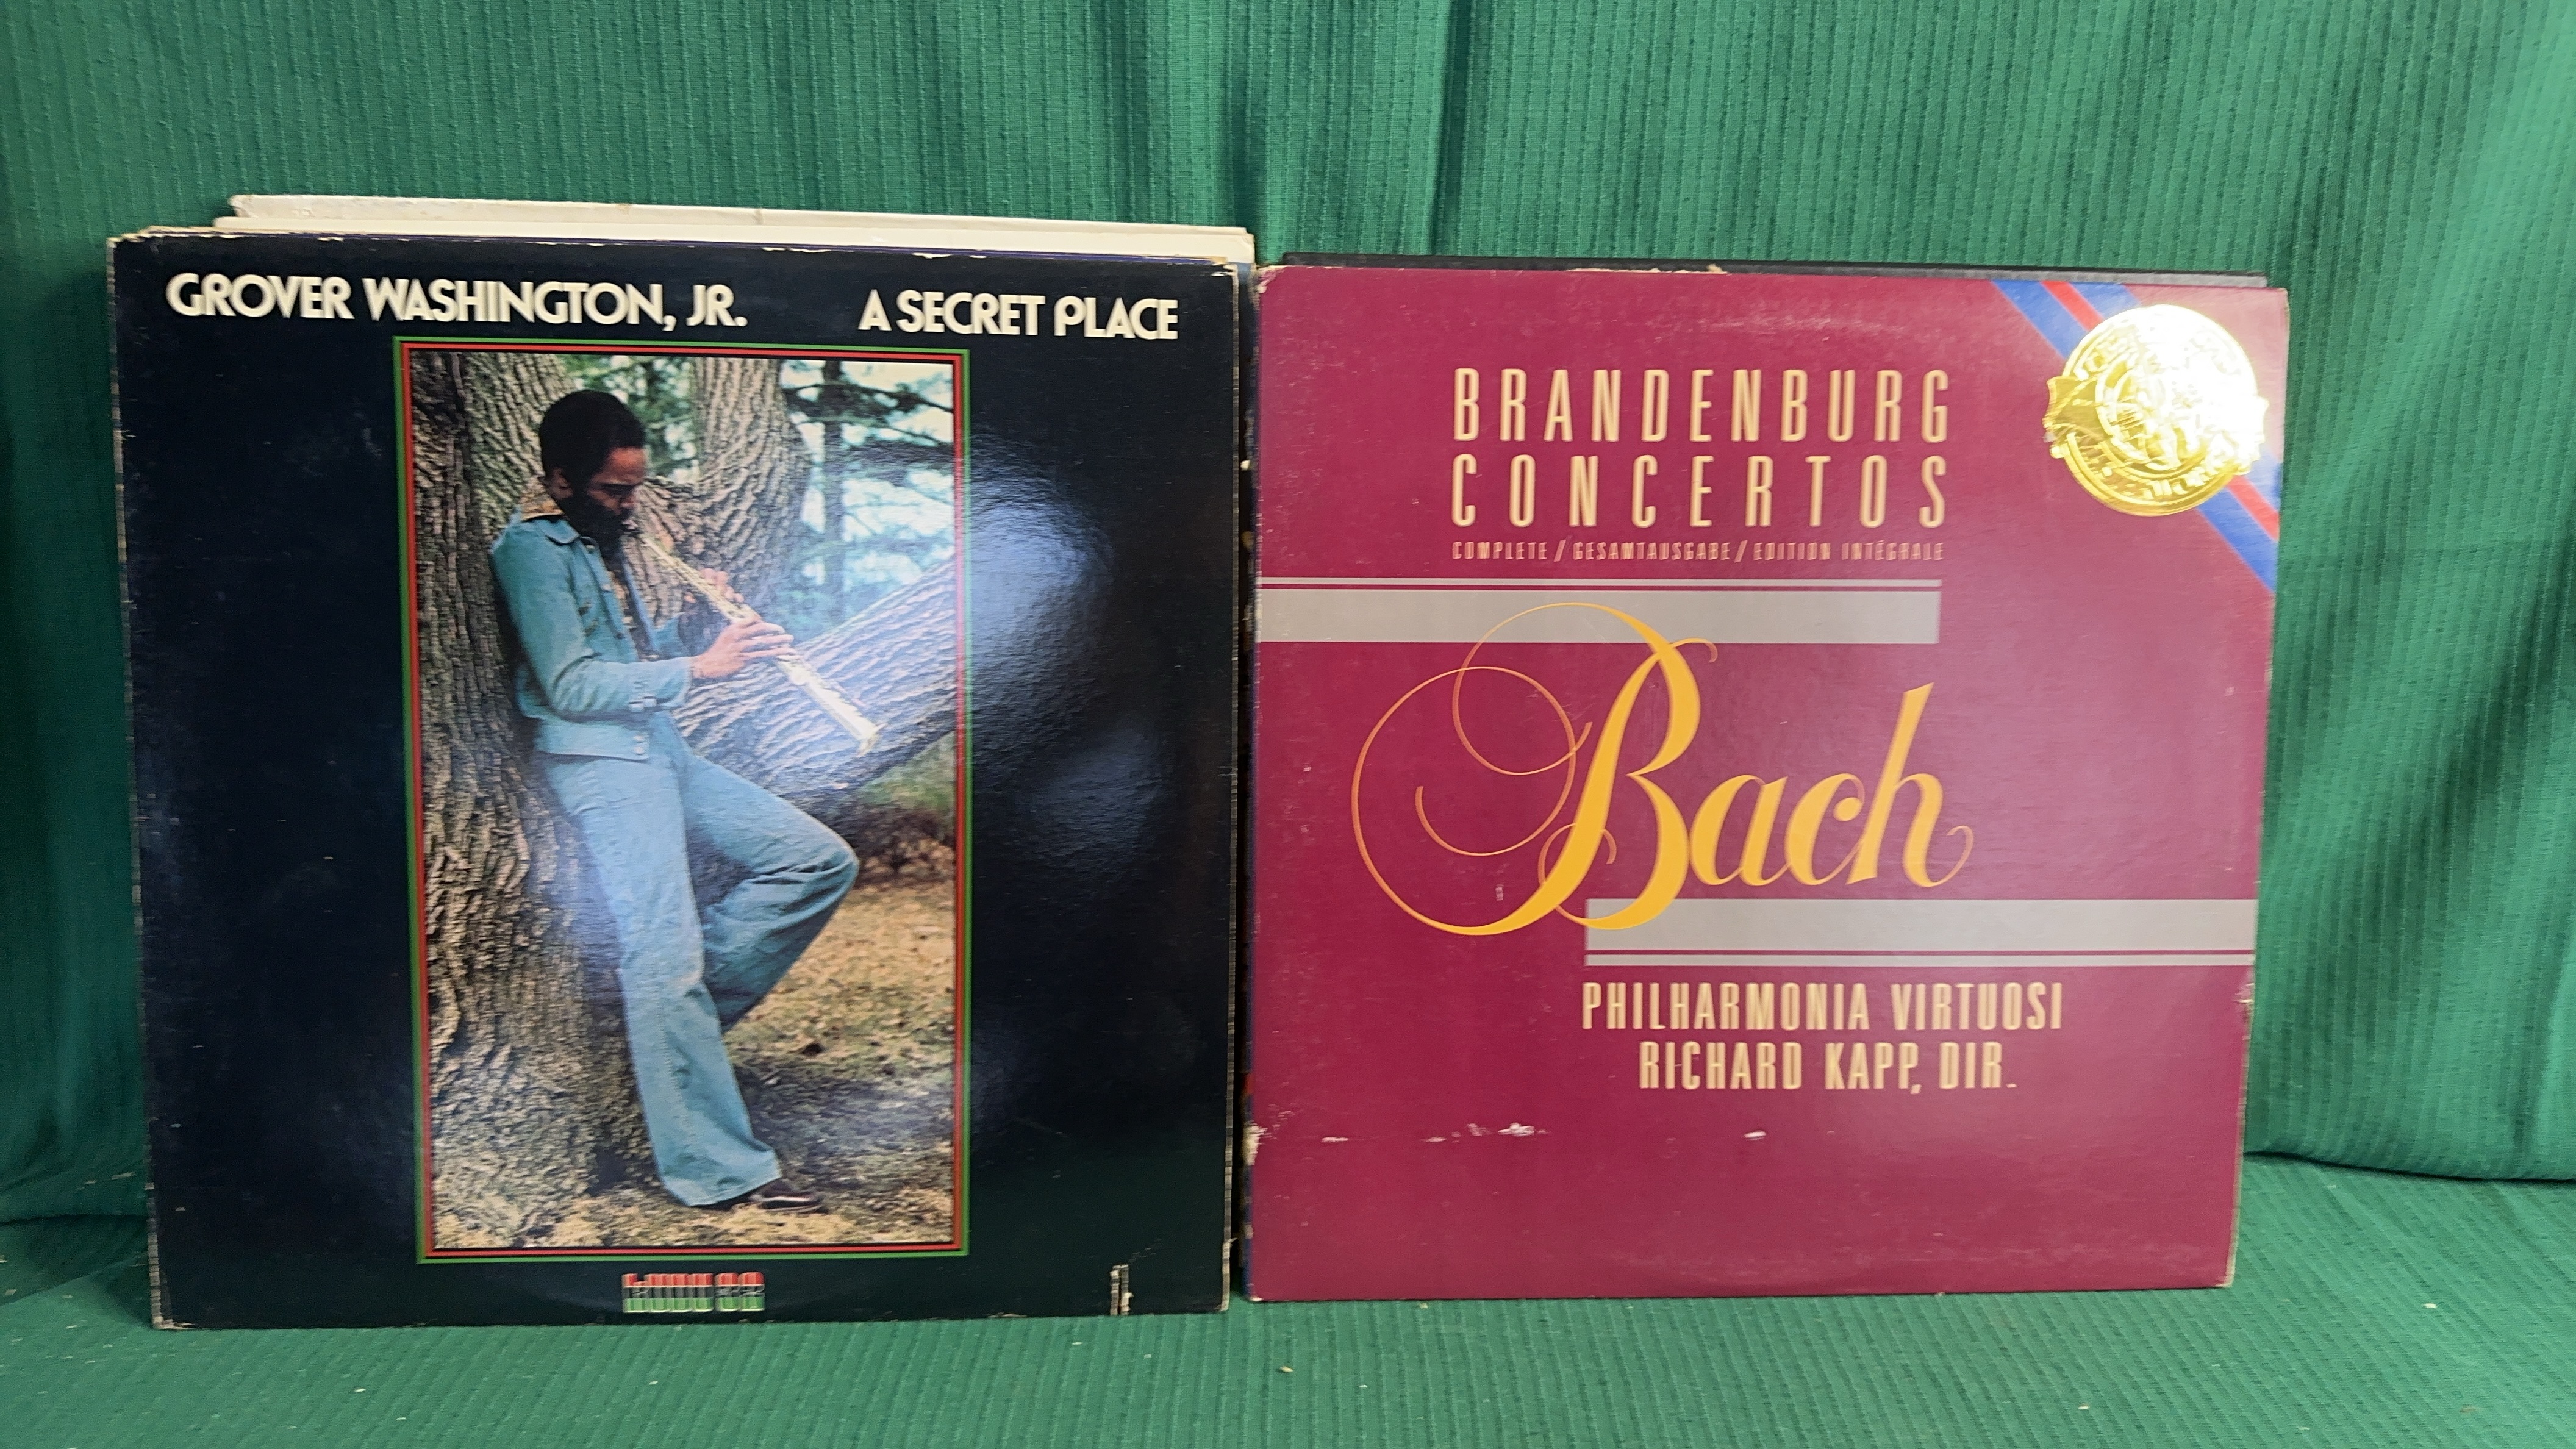 GROVER WASHINGTON, JR.
A SECRET PLACE
BRANDENBURG
CONCERTOS
COMPLETE / GESAMTAUSGABE / EDITION INTÉGRALE
Bach
PHILHARMONIA VIRTUOSI
RICHARD KAPP, DIR.